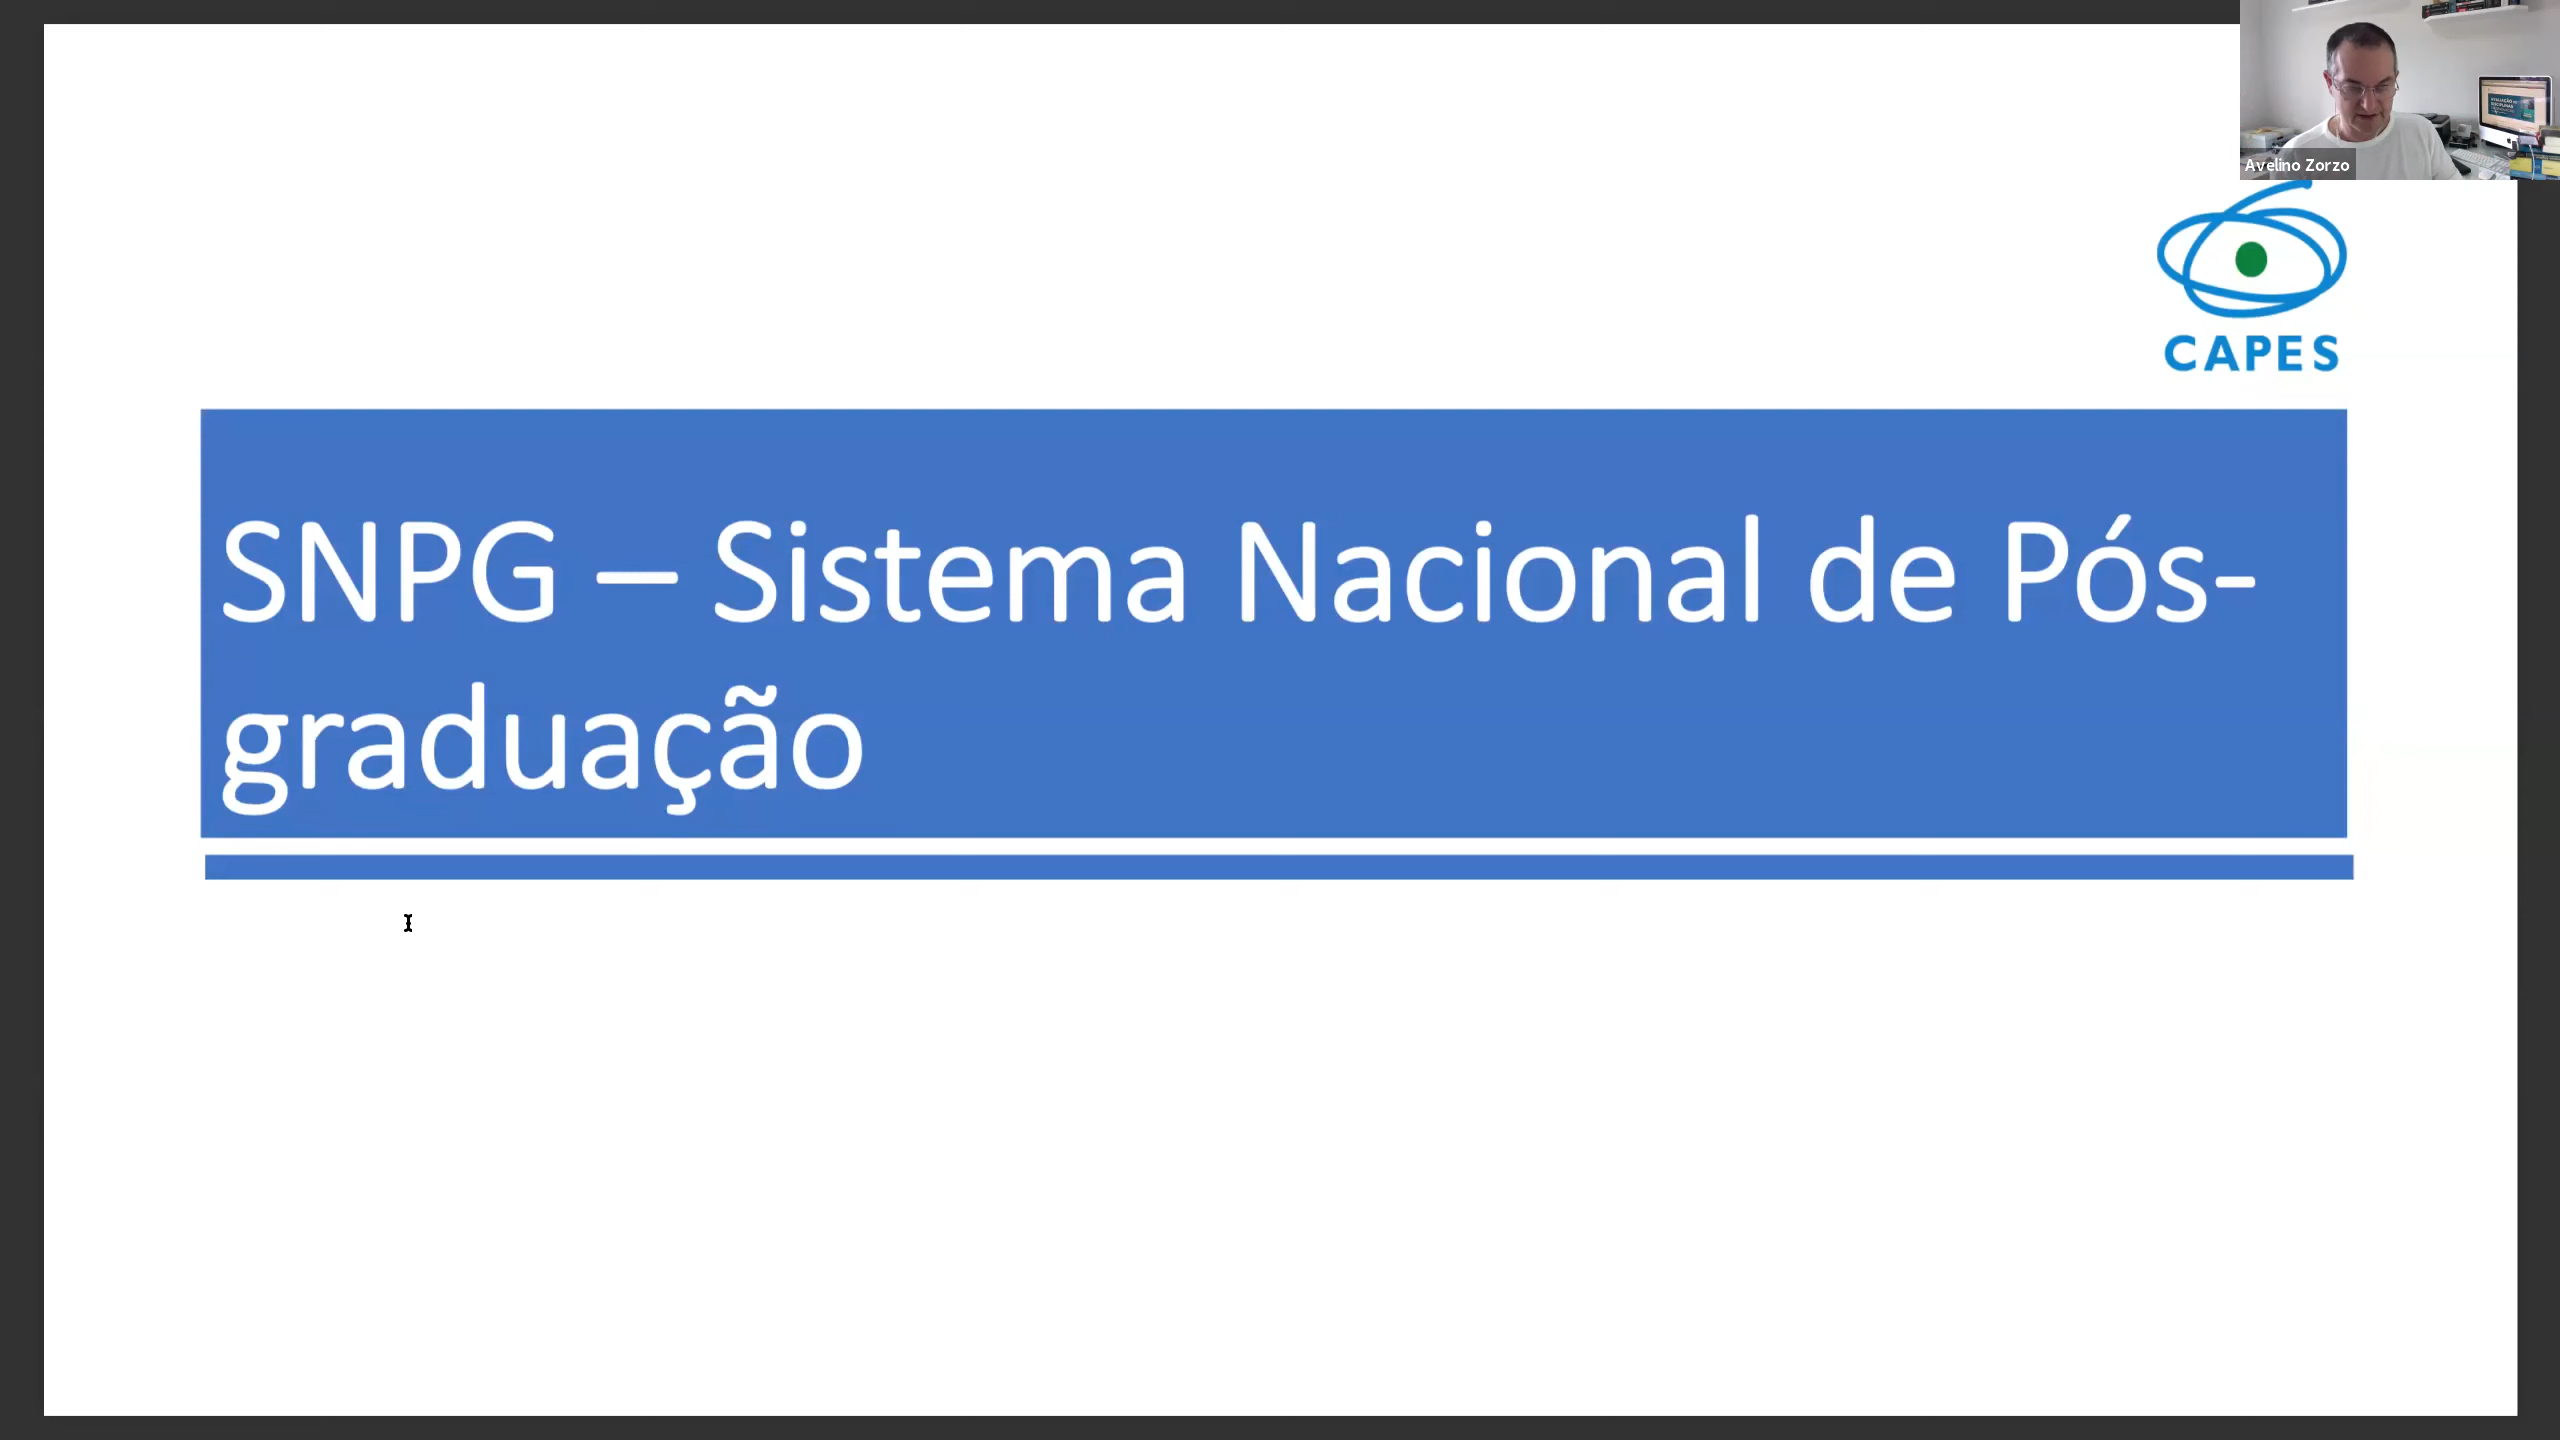 Avelino Zorzo
CAPES
SNPG – Sistema Nacional de Pós-
graduação